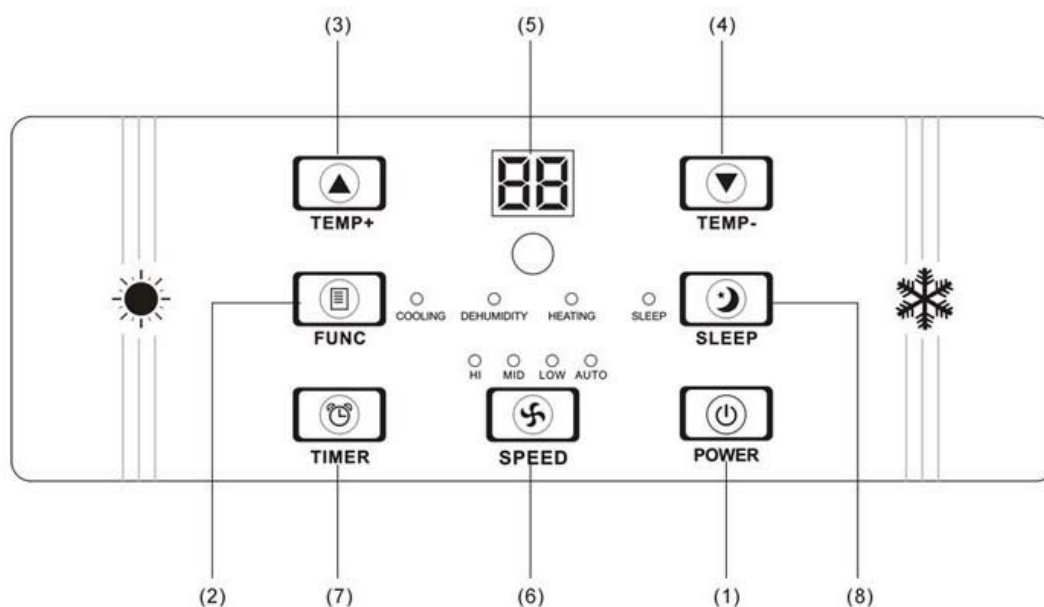 (3) (5) (4)
88
TEMP+ TEMP-
COOLING DEHUMIDITY HEATING SLEEP
FUNC SLEEP
HI MID LOW AUTO
TIMER SPEED POWER
(2) (7) (6) (1) (8)